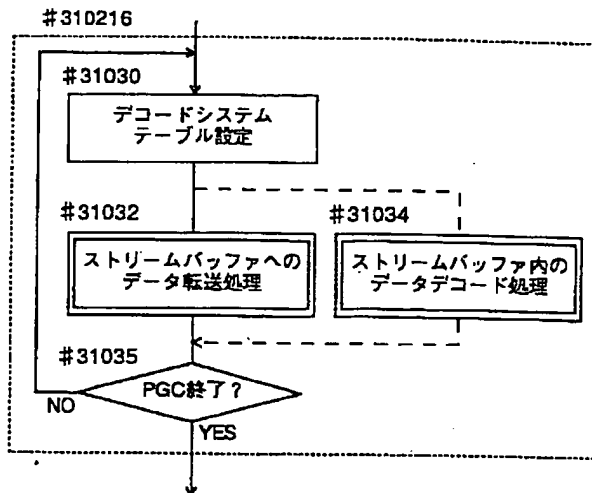 #310216
#31030
デコードシステム
テーブル設定
#31032
#31034
ストリームバッファへの
データ転送処理
ストリームバッファ内の
データデコード処理
#31035
PGC終了?
NO
YES